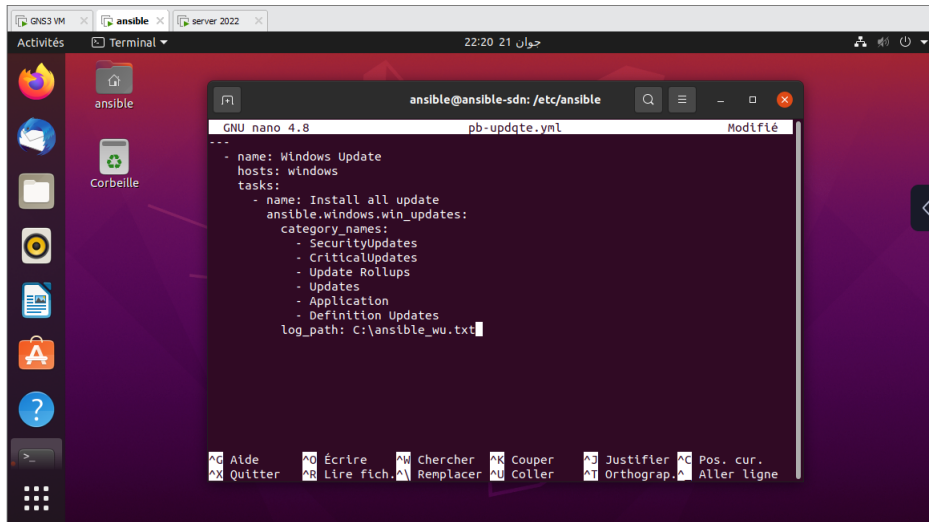 GNS3 VM × ansible × server 2022 ×
Activités Terminal 22:20 21 جوان
ansible
Corbeille
ansible@ansible-sdn: /etc/ansible
GNU nano 4.8 pb-updqte.yml Modifié
---
- name: Windows Update
hosts: windows
tasks:
- name: Install all update
ansible.windows.win_updates:
category_names:
- SecurityUpdates
- CriticalUpdates
- Update Rollups
- Updates
- Application
- Definition Updates
log_path: C:\ansible_wu.txt
^G Aide ^O Écrire ^W Chercher ^K Couper ^J Justifier ^C Pos. cur.
^X Quitter ^R Lire fich. ^\ Remplacer ^U Coller ^T Orthograp. ^_ Aller ligne